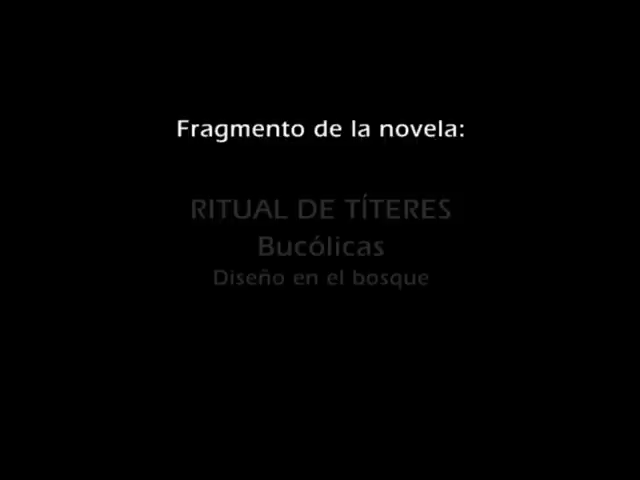 Fragmento de la novela:
RITUAL DE TÍTERES
Bucólicas
Diseño en el bosque